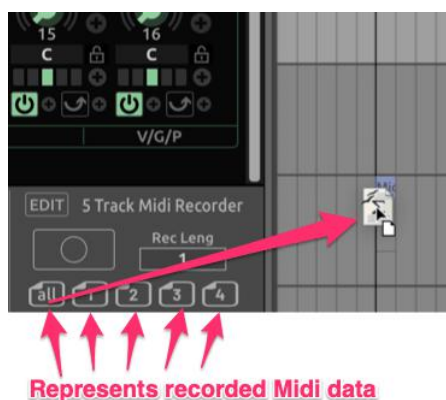 15 16
C C
V/G/P
EDIT 5 Track Midi Recorder
Rec Leng
1
all 1 2 3 4
Represents recorded Midi data